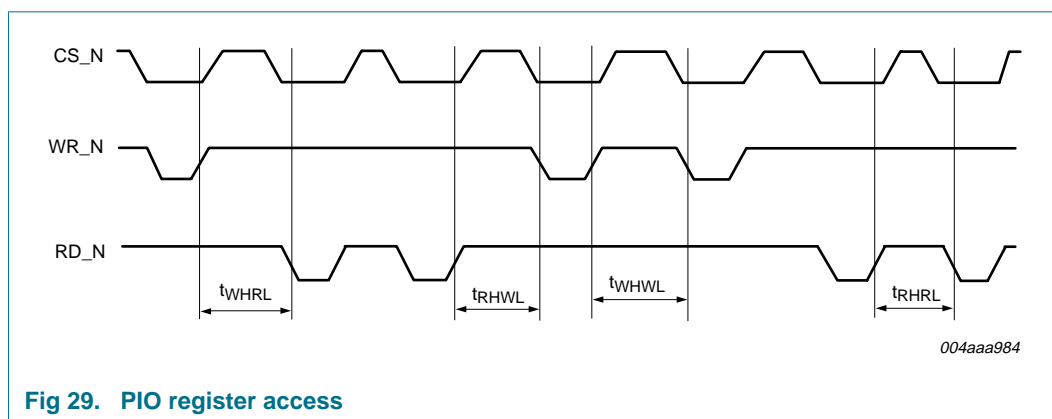 CS_N
WR_N
RD_N
tWHRL
tRHWL
tWHWL
tRHRL
004aaa984
Fig 29. PIO register access